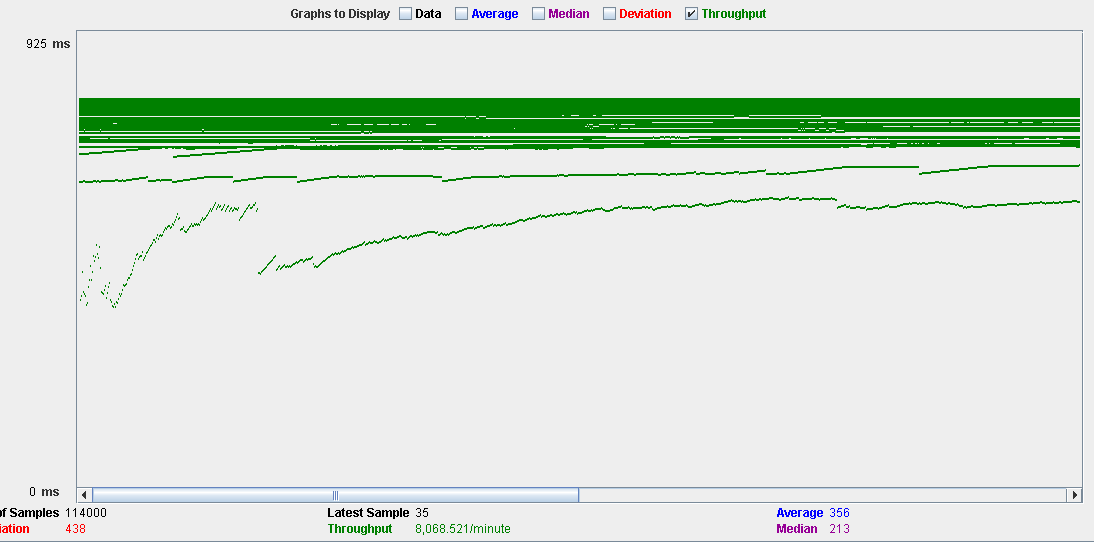 Graphs to Display Data Average Median Deviation Throughput
925 ms
0 ms
of Samples 114000 Latest Sample 35 Average 356
iation 438 Throughput 8,068.521/minute Median 213